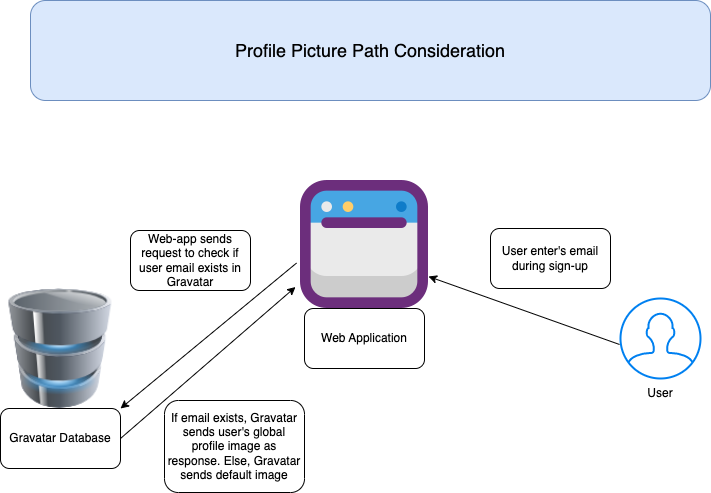 Profile Picture Path Consideration
Web-app sends
request to check if
user email exists in
Gravatar
User enter's email
during sign-up
Web Application
User
If email exists, Gravatar
sends user's global
profile image as
response. Else, Gravatar
sends default image
Gravatar Database